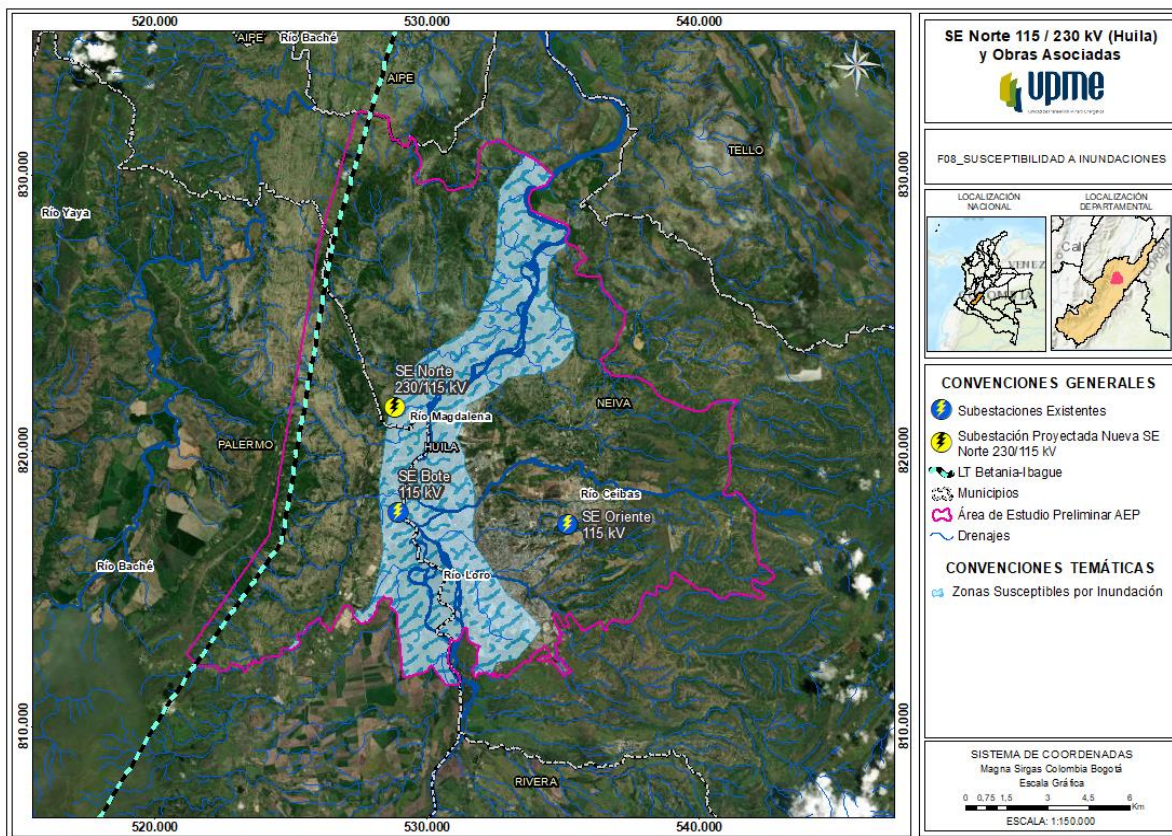 520.000
530.000
540.000
830.000
820.000
810.000
830.000
820.000
810.000
520.000
530.000
540.000
AIPE
Río Baché
AIPE
TELLO
Río Yaya
SE Norte
230/115 kV
Río Magdalena
NEIVA
PALERMO
HUILA
SE Bote
115 kV
Río Ceibas
SE Oriente
115 kV
Río Baché
Río Loro
RIVERA
SE Norte 115 / 230 kV (Huila)
y Obras Asociadas
upme
F08_SUSCEPTIBILIDAD A INUNDACIONES
LOCALIZACIÓN
NACIONAL
LOCALIZACIÓN
DEPARTAMENTAL
VENEZ
Cali
CONVENCIONES GENERALES
Subestaciones Existentes
Subestación Proyectada Nueva SE
Norte 230/115 kV
LT Betania-Ibague
Municipios
Área de Estudio Preliminar AEP
Drenajes
CONVENCIONES TEMÁTICAS
Zonas Susceptibles por Inundación
SISTEMA DE COORDENADAS
Magna Sirgas Colombia Bogotá
Escala Gráfica
0 0,75 1,5 3 4,5 6
Km
ESCALA: 1:150.000